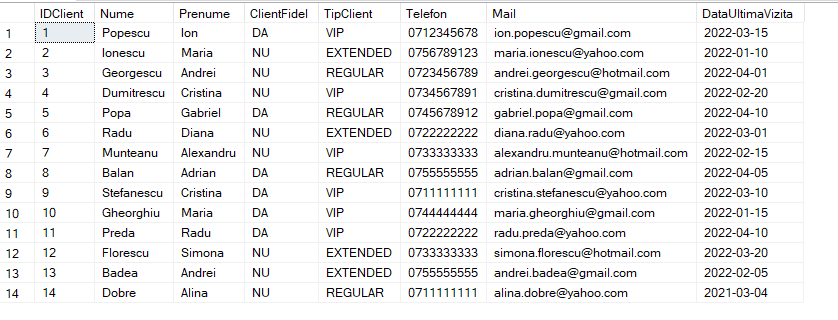 IDClient Nume Prenume ClientFidel TipClient Telefon Mail DataUltimaVizita
1 1 Popescu Ion DA VIP 0712345678 ion.popescu@gmail.com 2022-03-15
2 2 Ionescu Maria NU EXTENDED 0756789123 maria.ionescu@yahoo.com 2022-01-10
3 3 Georgescu Andrei NU REGULAR 0723456789 andrei.georgescu@hotmail.com 2022-04-01
4 4 Dumitrescu Cristina NU VIP 0734567891 cristina.dumitrescu@gmail.com 2022-02-20
5 5 Popa Gabriel DA REGULAR 0745678912 gabriel.popa@gmail.com 2022-04-10
6 6 Radu Diana NU EXTENDED 0722222222 diana.radu@yahoo.com 2022-03-01
7 7 Munteanu Alexandru NU VIP 0733333333 alexandru.munteanu@hotmail.com 2022-02-15
8 8 Balan Adrian DA REGULAR 0755555555 adrian.balan@gmail.com 2022-04-05
9 9 Stefanescu Cristina DA VIP 0711111111 cristina.stefanescu@yahoo.com 2022-03-10
10 10 Gheorghiu Maria DA VIP 0744444444 maria.gheorghiu@gmail.com 2022-01-15
11 11 Preda Radu DA VIP 0722222222 radu.preda@yahoo.com 2022-04-10
12 12 Florescu Simona NU EXTENDED 0733333333 simona.florescu@hotmail.com 2022-03-20
13 13 Badea Andrei NU EXTENDED 0755555555 andrei.badea@gmail.com 2022-02-05
14 14 Dobre Alina NU REGULAR 0711111111 alina.dobre@yahoo.com 2021-03-04